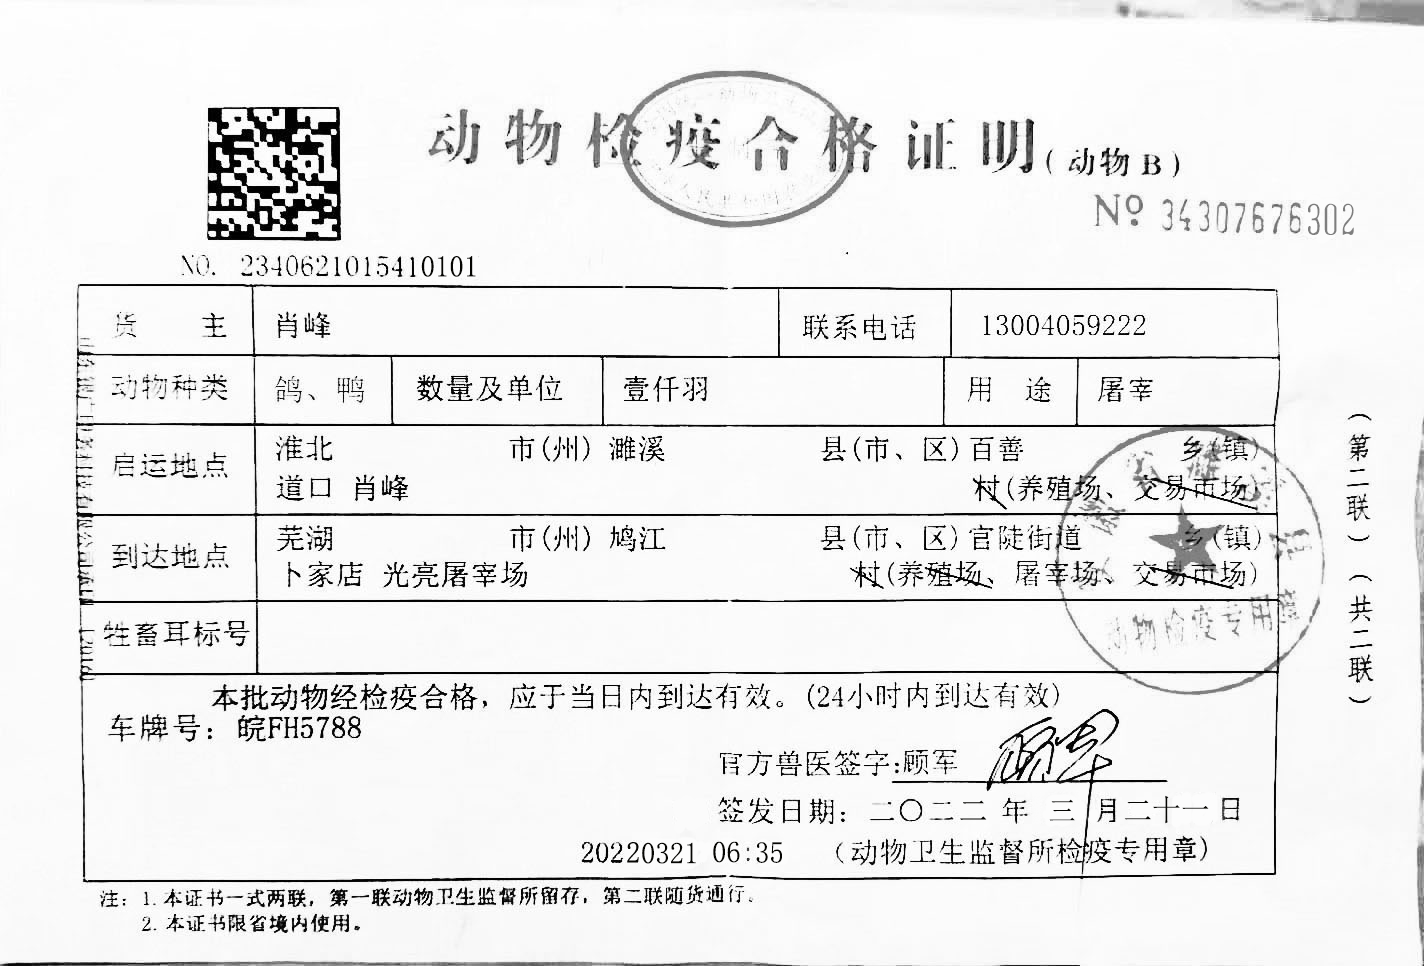 动物检疫合格证明(动物B)
№ 34307676302
NO. 2340621015410101
货 主 肖峰 联系电话 13004059222
动物种类 鸽、鸭 数量及单位 壹仟羽 用 途 屠宰
启运地点 淮北 市(州) 濉溪 县(市、区) 百善 乡(镇)
道口 肖峰 村(养殖场、交易市场)
到达地点 芜湖 市(州) 鸠江 县(市、区) 官陡街道 乡(镇)
卜家店 光亮屠宰场 村(养殖场、屠宰场、交易市场)
牲畜耳标号
动物检疫专用章
本批动物经检疫合格，应于当日内到达有效。(24小时内到达有效)
车牌号：皖FH5788
官方兽医签字:顾军 顾军
签发日期：二〇二二 年 三 月二十一日
20220321 06:35 （动物卫生监督所检疫专用章）
注：1. 本证书一式两联，第一联动物卫生监督所留存，第二联随货通行。
2. 本证书限省境内使用。
（第二联）（共二联）